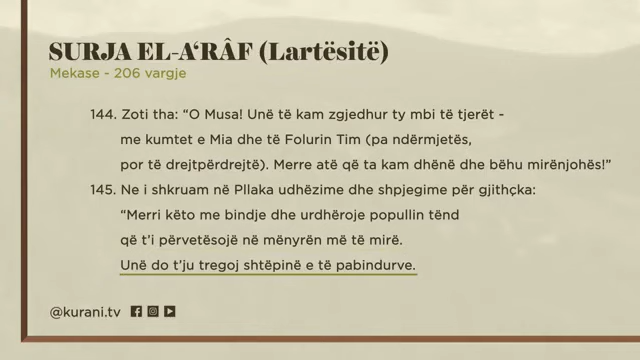 SURJA EL-A‘RÂF (Lartësitë)
Mekase - 206 vargje
144. Zoti tha: “O Musa! Unë të kam zgjedhur ty mbi të tjerët -
me kumtet e Mia dhe të Folurin Tim (pa ndërmjetës,
por të drejtpërdrejtë). Merre atë që ta kam dhënë dhe bëhu mirënjohës!”
145. Ne i shkruam në Pllaka udhëzime dhe shpjegime për gjithçka:
“Merri këto me bindje dhe urdhëroje popullin tënd
që t’i përvetësojë në mënyrën më të mirë.
Unë do t’ju tregoj shtëpinë e të pabindurve.
@kurani.tv